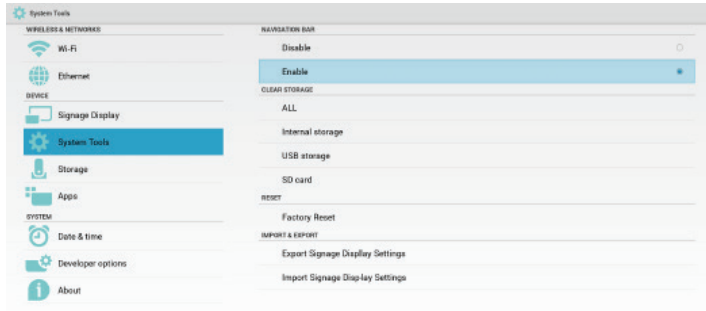 System Tools
WIRELESS & NETWORKS
Wi-Fi
Ethernet
DEVICE
Signage Display
System Tools
Storage
Apps
SYSTEM
Date & time
Developer options
About
NAVIGATION BAR
Disable
Enable
CLEAR STORAGE
ALL
Internal storage
USB storage
SD card
RESET
Factory Reset
IMPORT & EXPORT
Export Signage Display Settings
Import Signage Display Settings